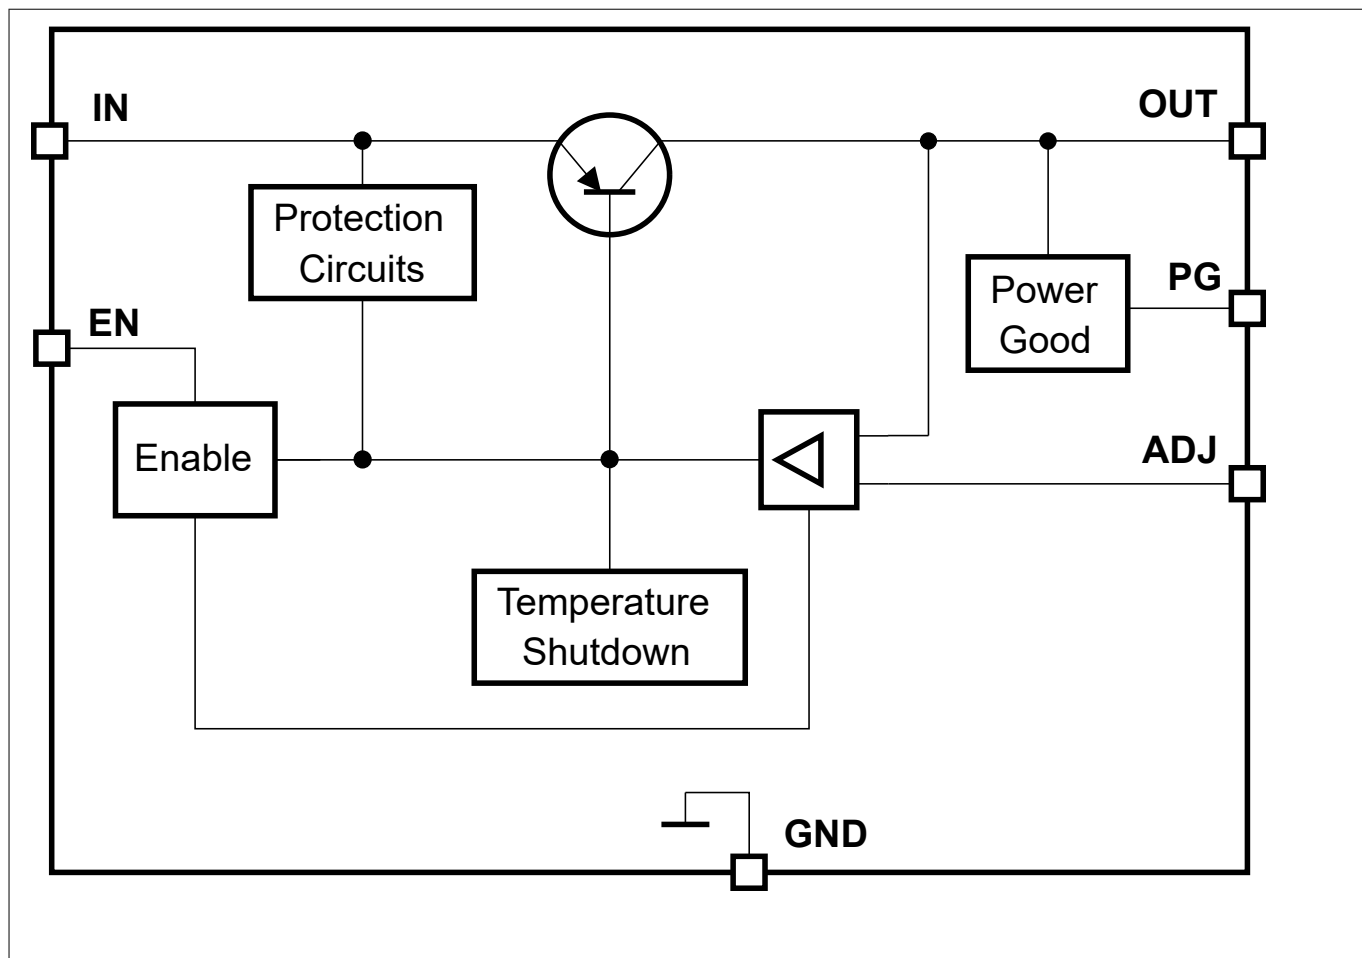 IN
OUT
Protection
Circuits
EN
PG
Power
Good
Enable
ADJ
Temperature
Shutdown
GND